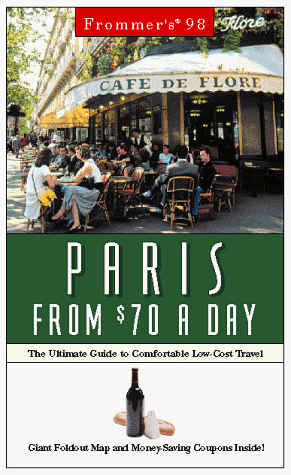 Frommer's® 98
Flore
CAFE DE FLORE
PARIS
FROM $70 A DAY
The Ultimate Guide to Comfortable Low-Cost Travel
Giant Foldout Map and Money-Saving Coupons Inside!